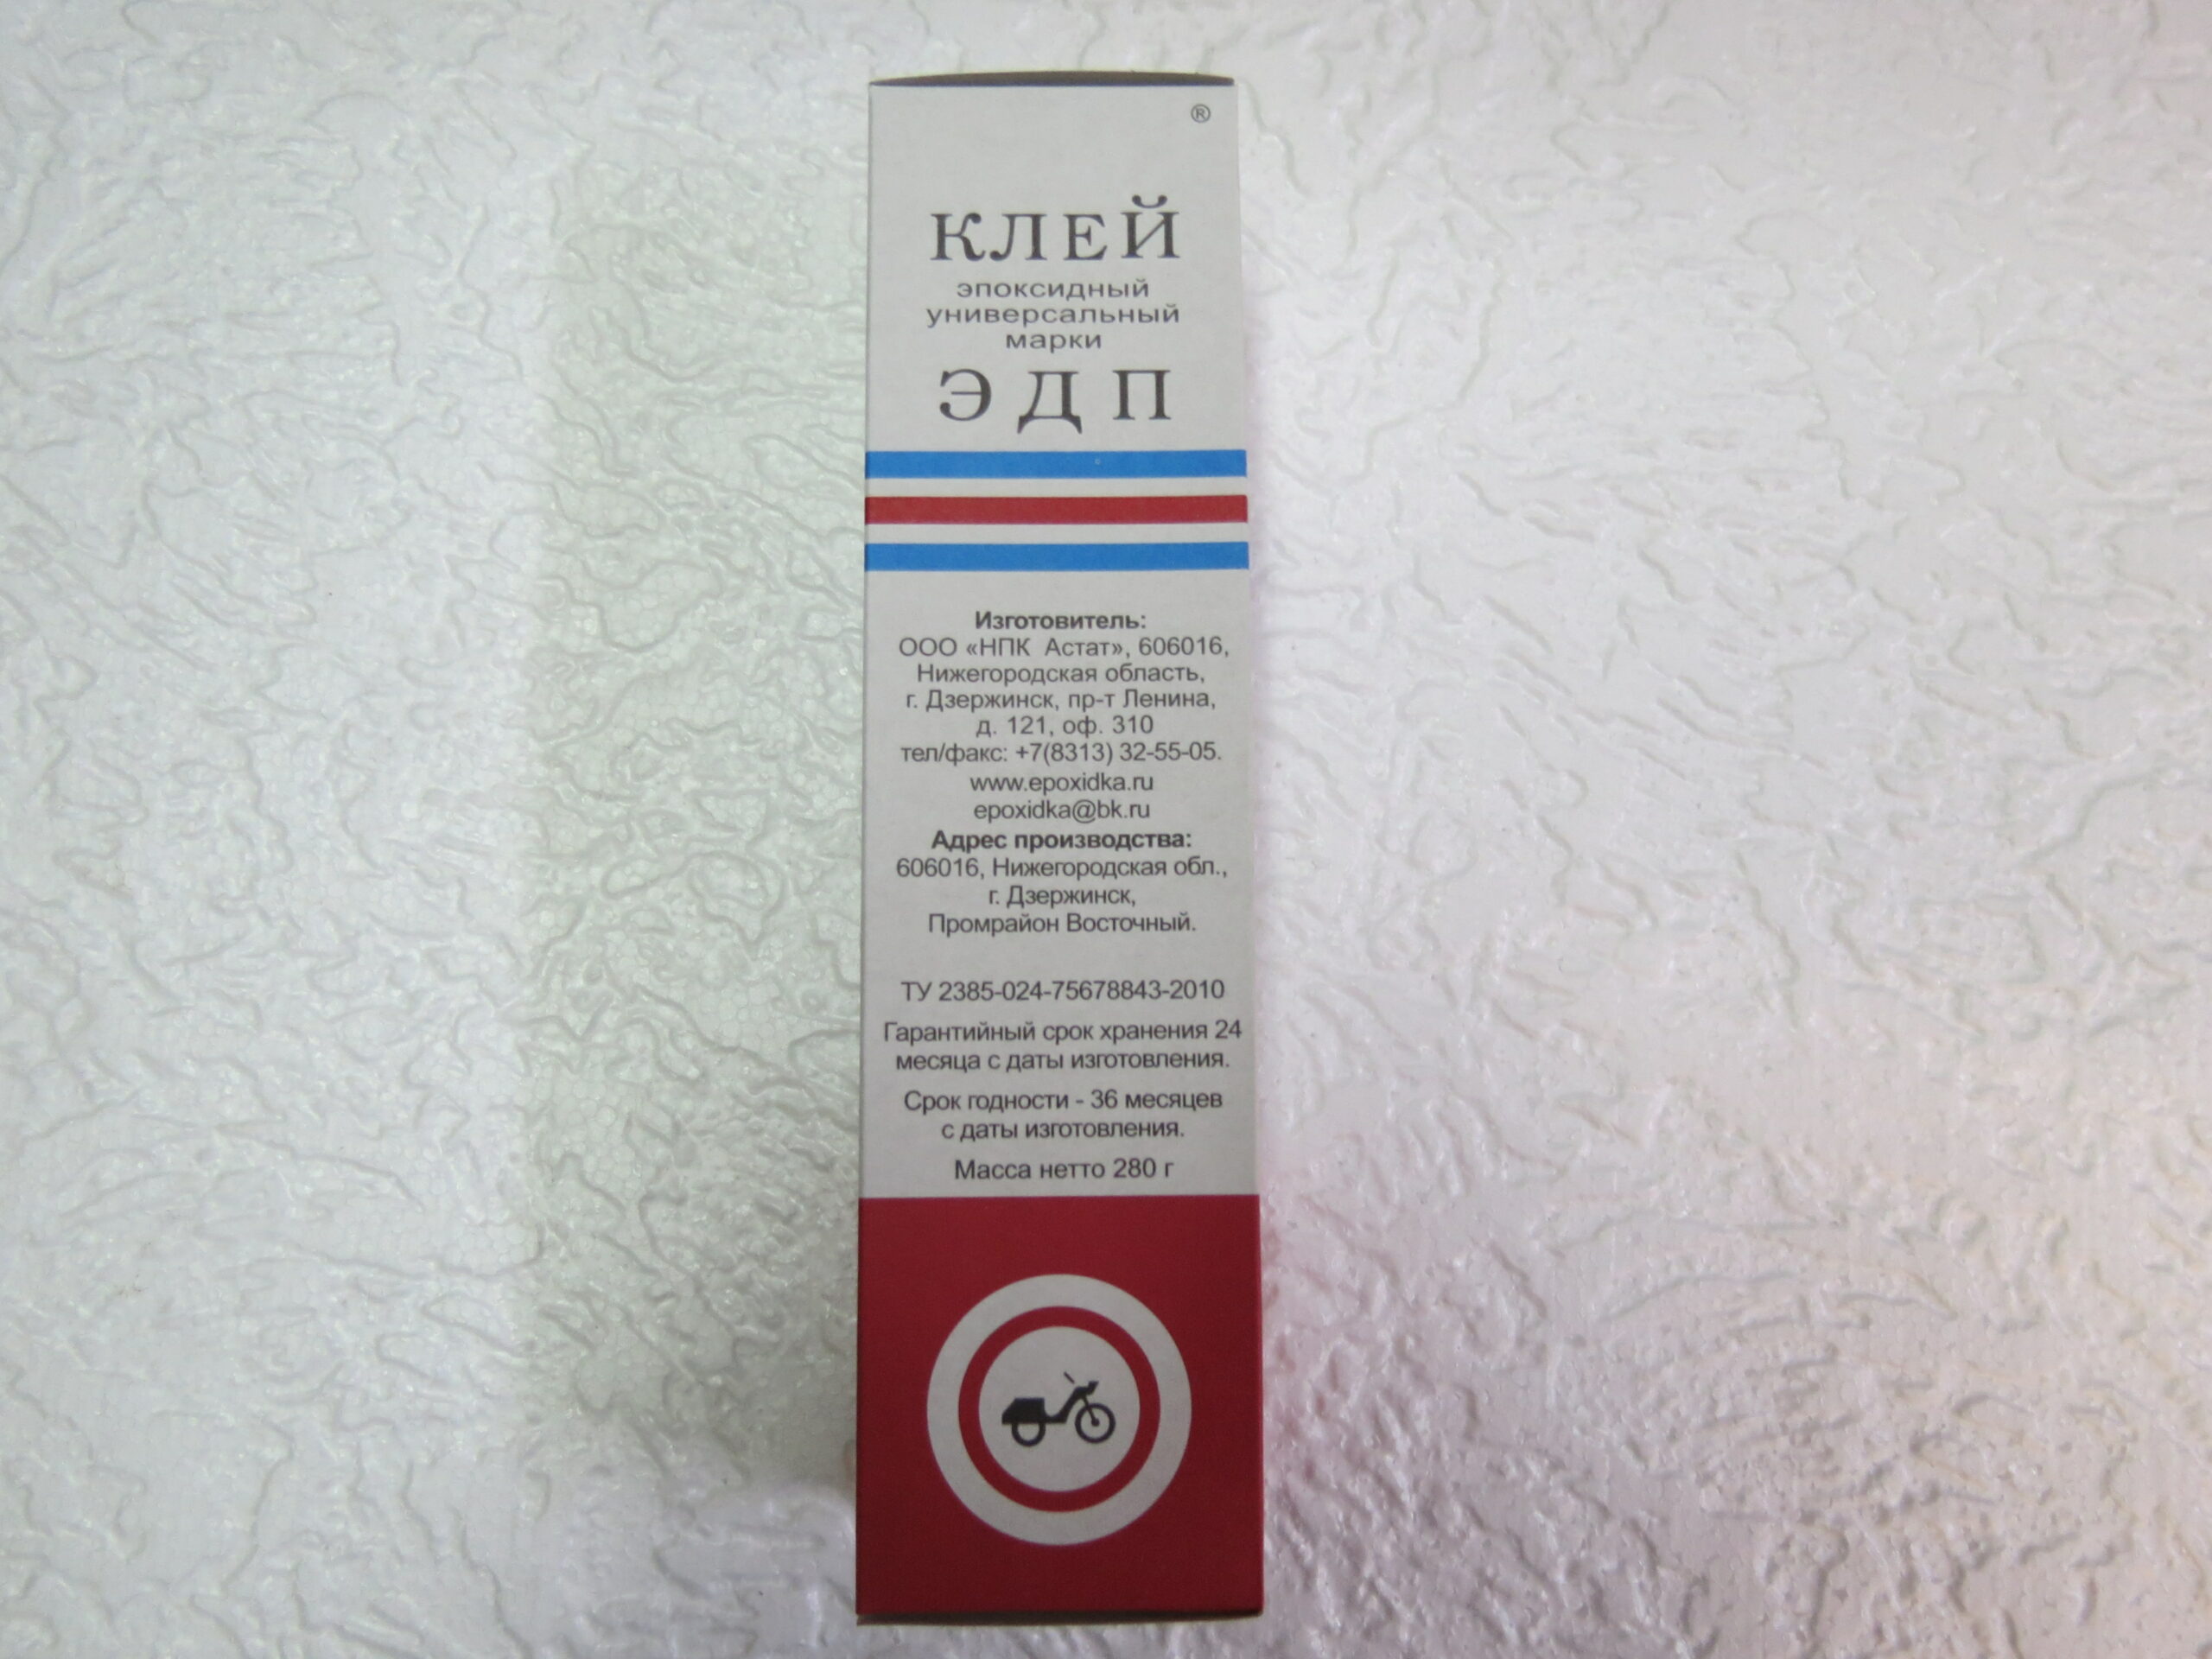 ®
КЛЕЙ
эпоксидный
универсальный
марки
ЭДП
Изготовитель:
ООО «НПК Астат», 606016,
Нижегородская область,
г. Дзержинск, пр-т Ленина,
д. 121, оф. 310
тел/факс: +7(8313) 32-55-05.
www.epoxidka.ru
epoxidka@bk.ru
Адрес производства:
606016, Нижегородская обл.,
г. Дзержинск,
Промрайон Восточный.
ТУ 2385-024-75678843-2010
Гарантийный срок хранения 24
месяца с даты изготовления.
Срок годности - 36 месяцев
с даты изготовления.
Масса нетто 280 г